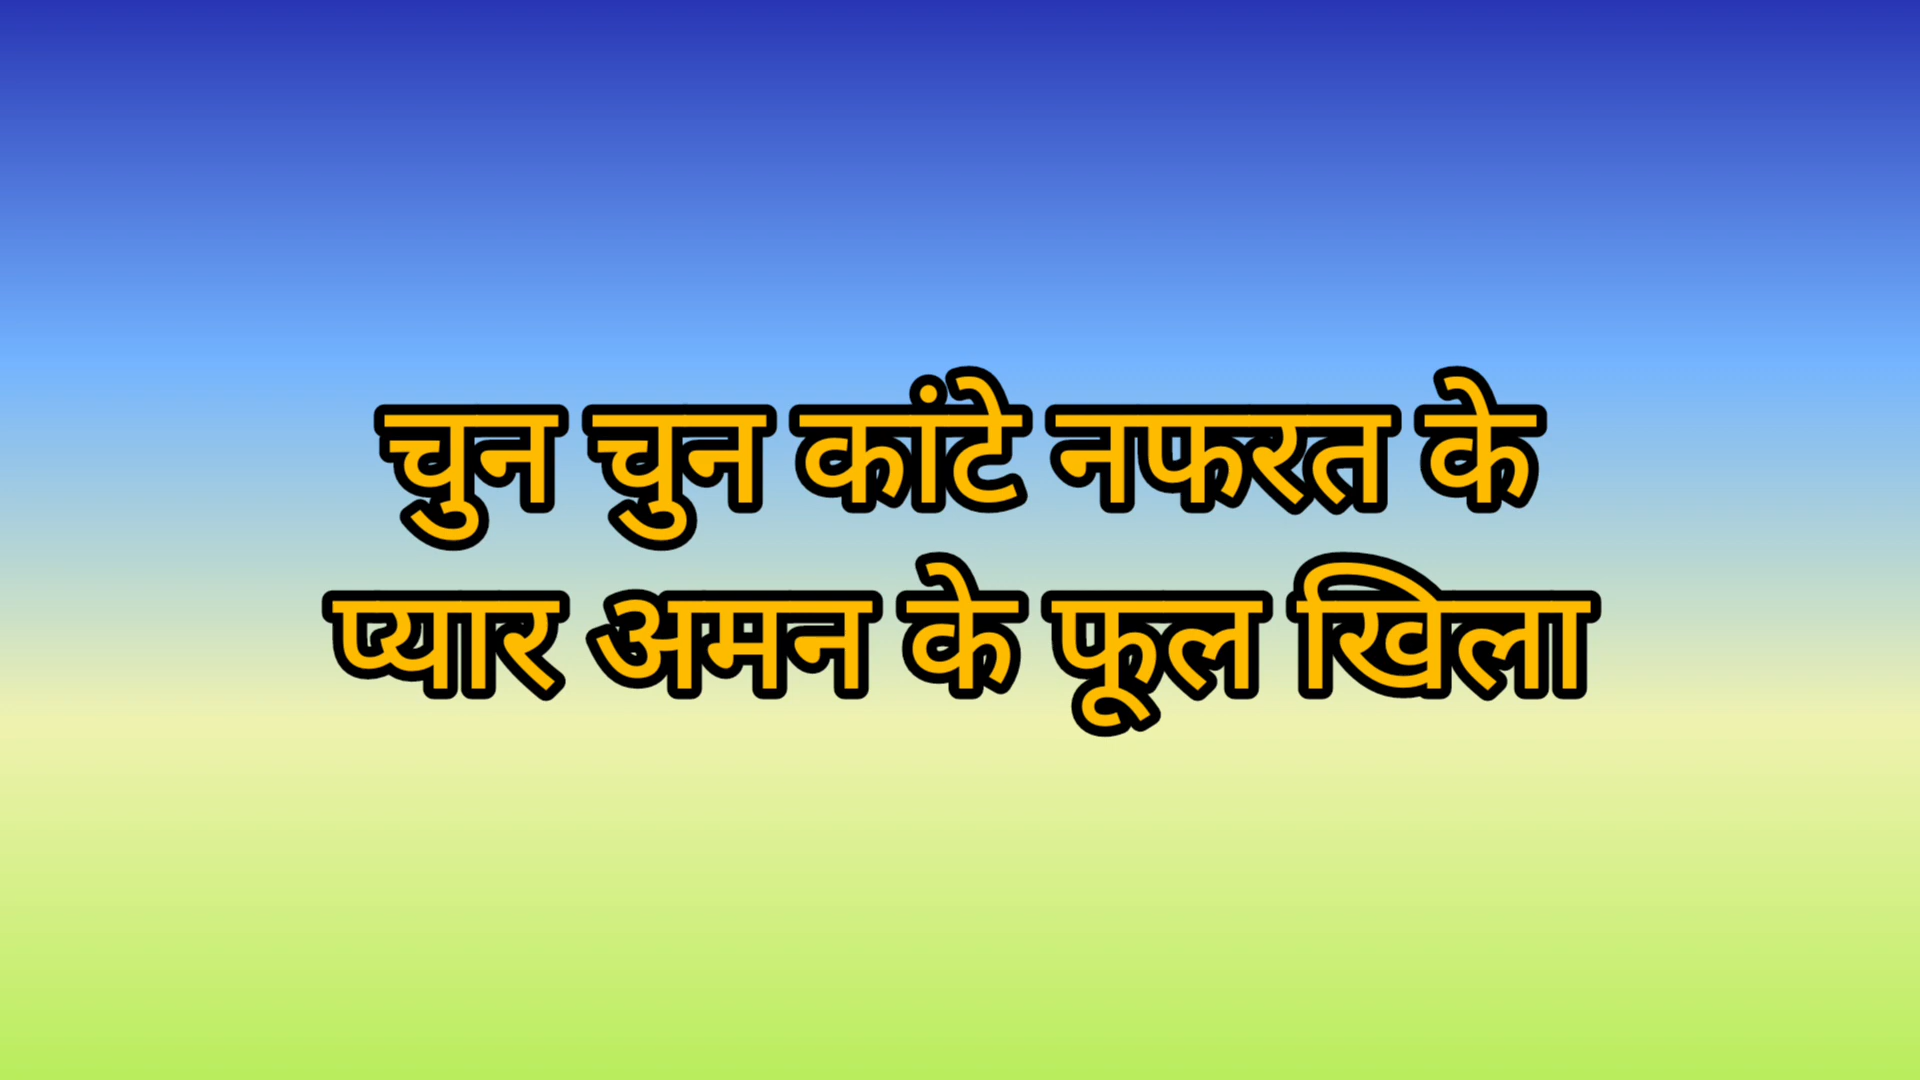 चुन चुन कांटे नफरत के
प्यार अमन के फूल खिला